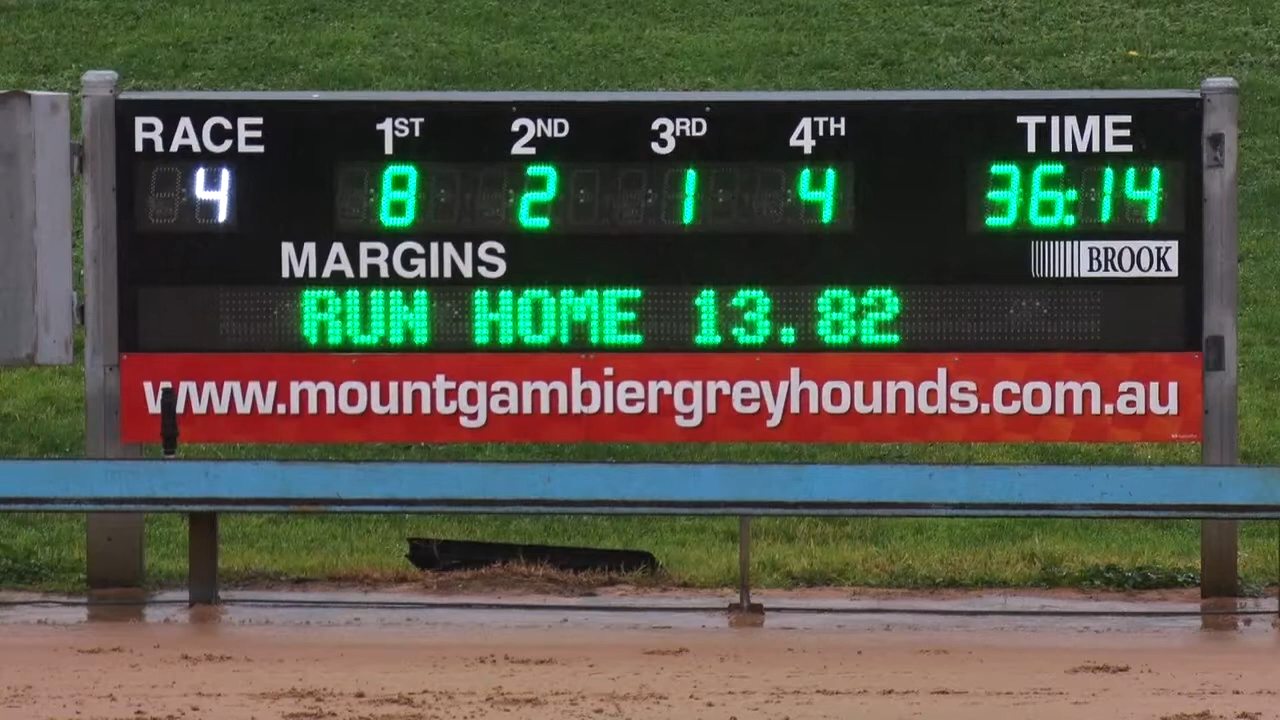 RACE 1ST 2ND 3RD 4TH TIME
4 8 2 1 4 36:14
MARGINS BROOK
RUN HOME 13.82
www.mountgambiergreyhounds.com.au